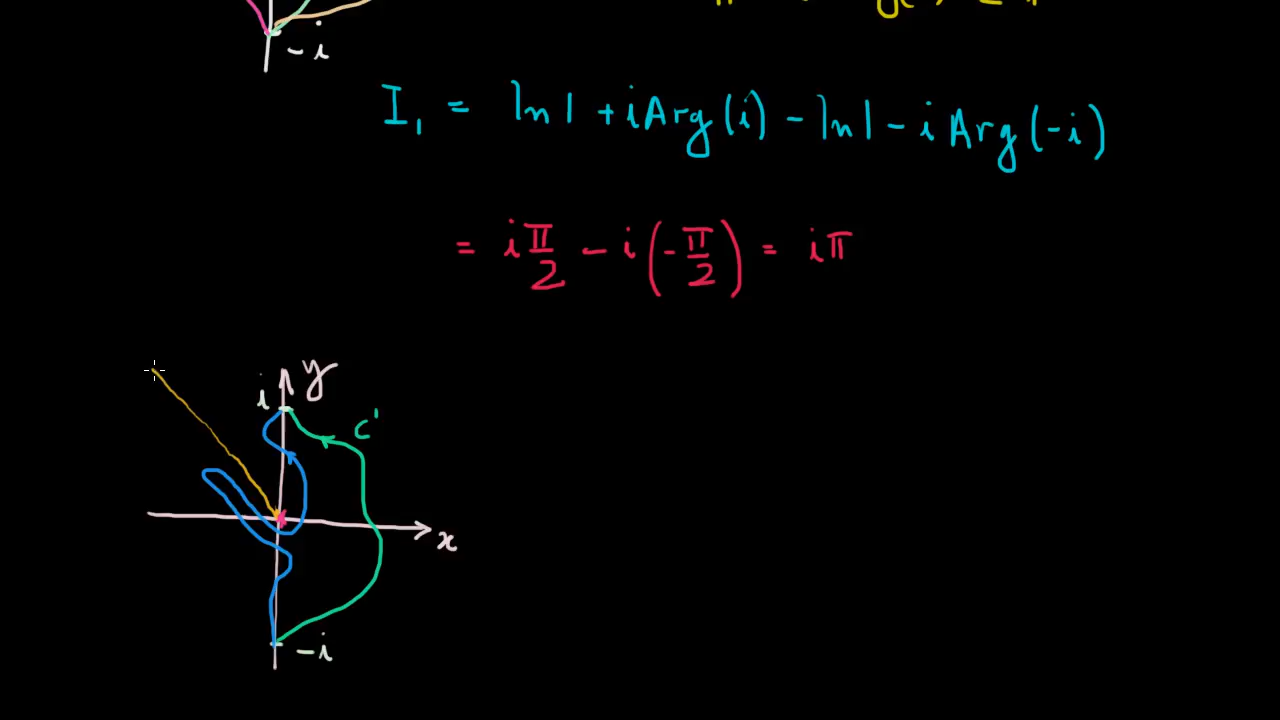 -i
I₁ = ln1 + iArg(i) - ln1 - iArg(-i)
= iπ/2 - i(-π/2) = iπ
y
i
c'
x
-i